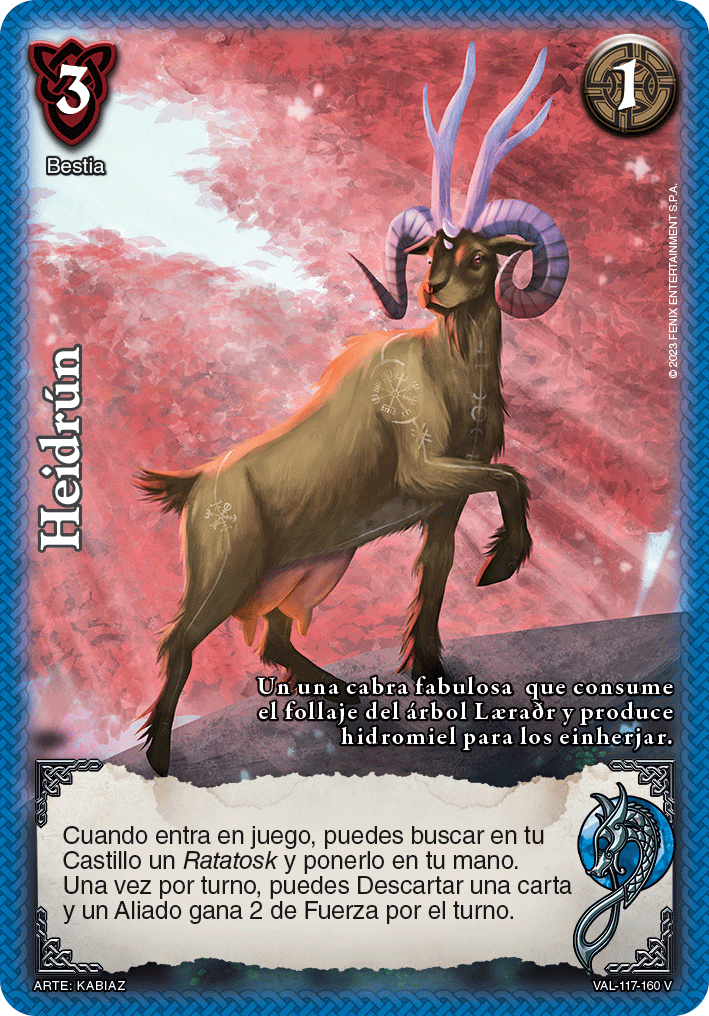 3
1
Bestia
© 2023 FENIX ENTERTAINMENT S.P.A.
Heidrún
Un una cabra fabulosa que consume
el follaje del árbol Læraðr y produce
hidromiel para los einherjar.
Cuando entra en juego, puedes buscar en tu
Castillo un Ratatosk y ponerlo en tu mano.
Una vez por turno, puedes Descartar una carta
y un Aliado gana 2 de Fuerza por el turno.
ARTE: KABIAZ
VAL-117-160 V